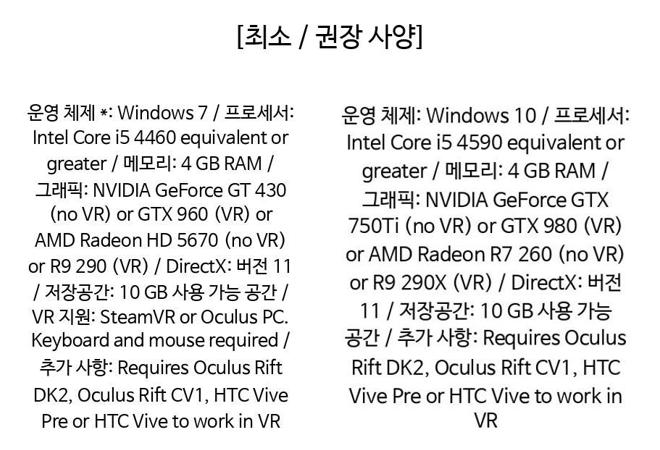 [최소 / 권장 사양]
운영 체제 *: Windows 7 / 프로세서:
Intel Core i5 4460 equivalent or
greater / 메모리: 4 GB RAM /
그래픽: NVIDIA GeForce GT 430
(no VR) or GTX 960 (VR) or
AMD Radeon HD 5670 (no VR)
or R9 290 (VR) / DirectX: 버전 11
/ 저장공간: 10 GB 사용 가능 공간 /
VR 지원: SteamVR or Oculus PC.
Keyboard and mouse required /
추가 사항: Requires Oculus Rift
DK2, Oculus Rift CV1, HTC Vive
Pre or HTC Vive to work in VR
운영 체제: Windows 10 / 프로세서:
Intel Core i5 4590 equivalent or
greater / 메모리: 4 GB RAM /
그래픽: NVIDIA GeForce GTX
750Ti (no VR) or GTX 980 (VR)
or AMD Radeon R7 260 (no VR)
or R9 290X (VR) / DirectX: 버전
11 / 저장공간: 10 GB 사용 가능
공간 / 추가 사항: Requires Oculus
Rift DK2, Oculus Rift CV1, HTC
Vive Pre or HTC Vive to work in
VR